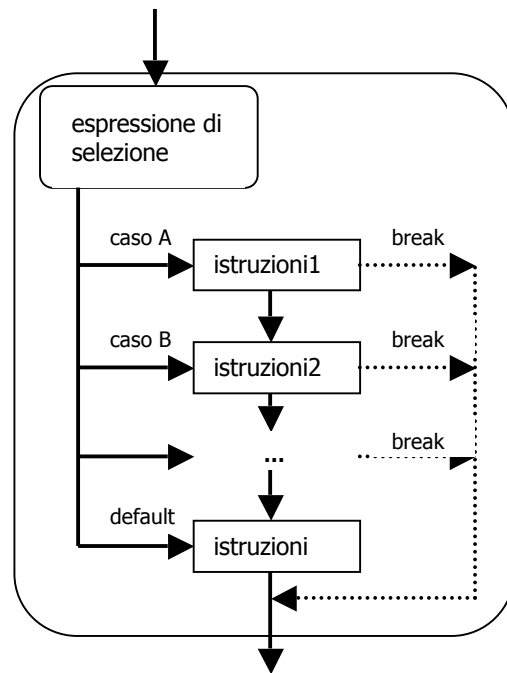 espressione di
selezione
caso A
istruzioni1
break
caso B
istruzioni2
break
...
break
default
istruzioni